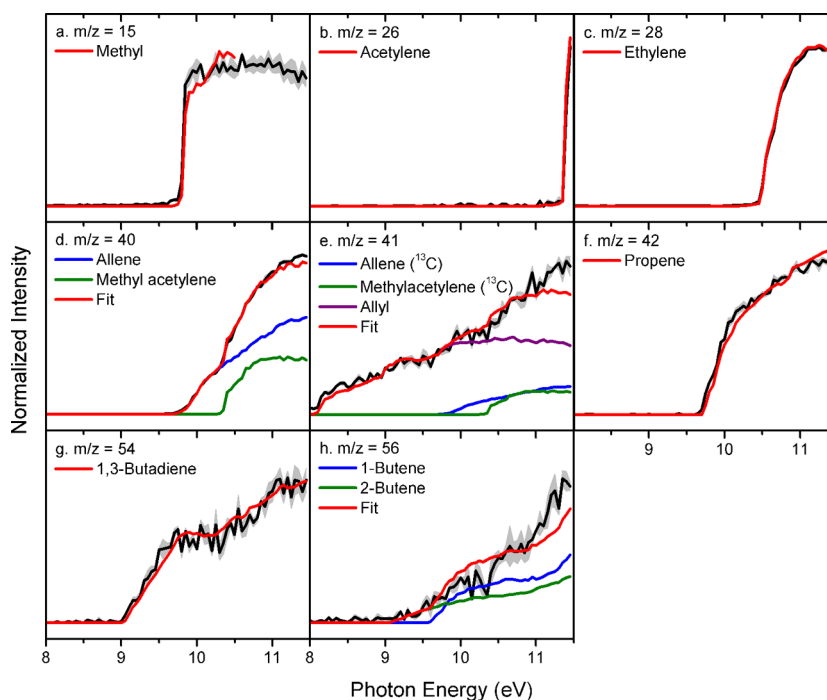 a. m/z = 15
Methyl
b. m/z = 26
Acetylene
c. m/z = 28
Ethylene
d. m/z = 40
Allene
Methyl acetylene
Fit
e. m/z = 41
Allene (¹³C)
Methylacetylene (¹³C)
Allyl
Fit
f. m/z = 42
Propene
g. m/z = 54
1,3-Butadiene
h. m/z = 56
1-Butene
2-Butene
Fit
Normalized Intensity
9 10 11
8 9 10 11 8 9 10 11
Photon Energy (eV)